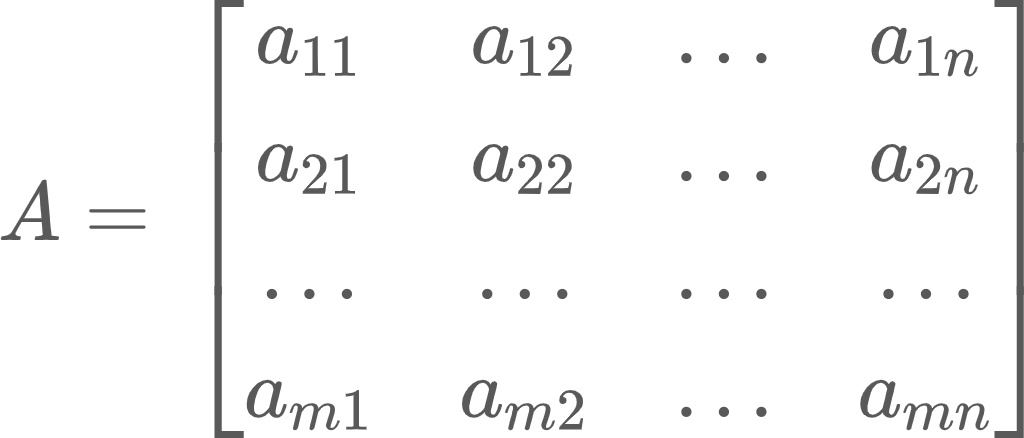 a₁₁ a₁₂ … a₁ₙ
a₂₁ a₂₂ … a₂ₙ
A =
… … … …
aₘ₁ aₘ₂ … aₘₙ